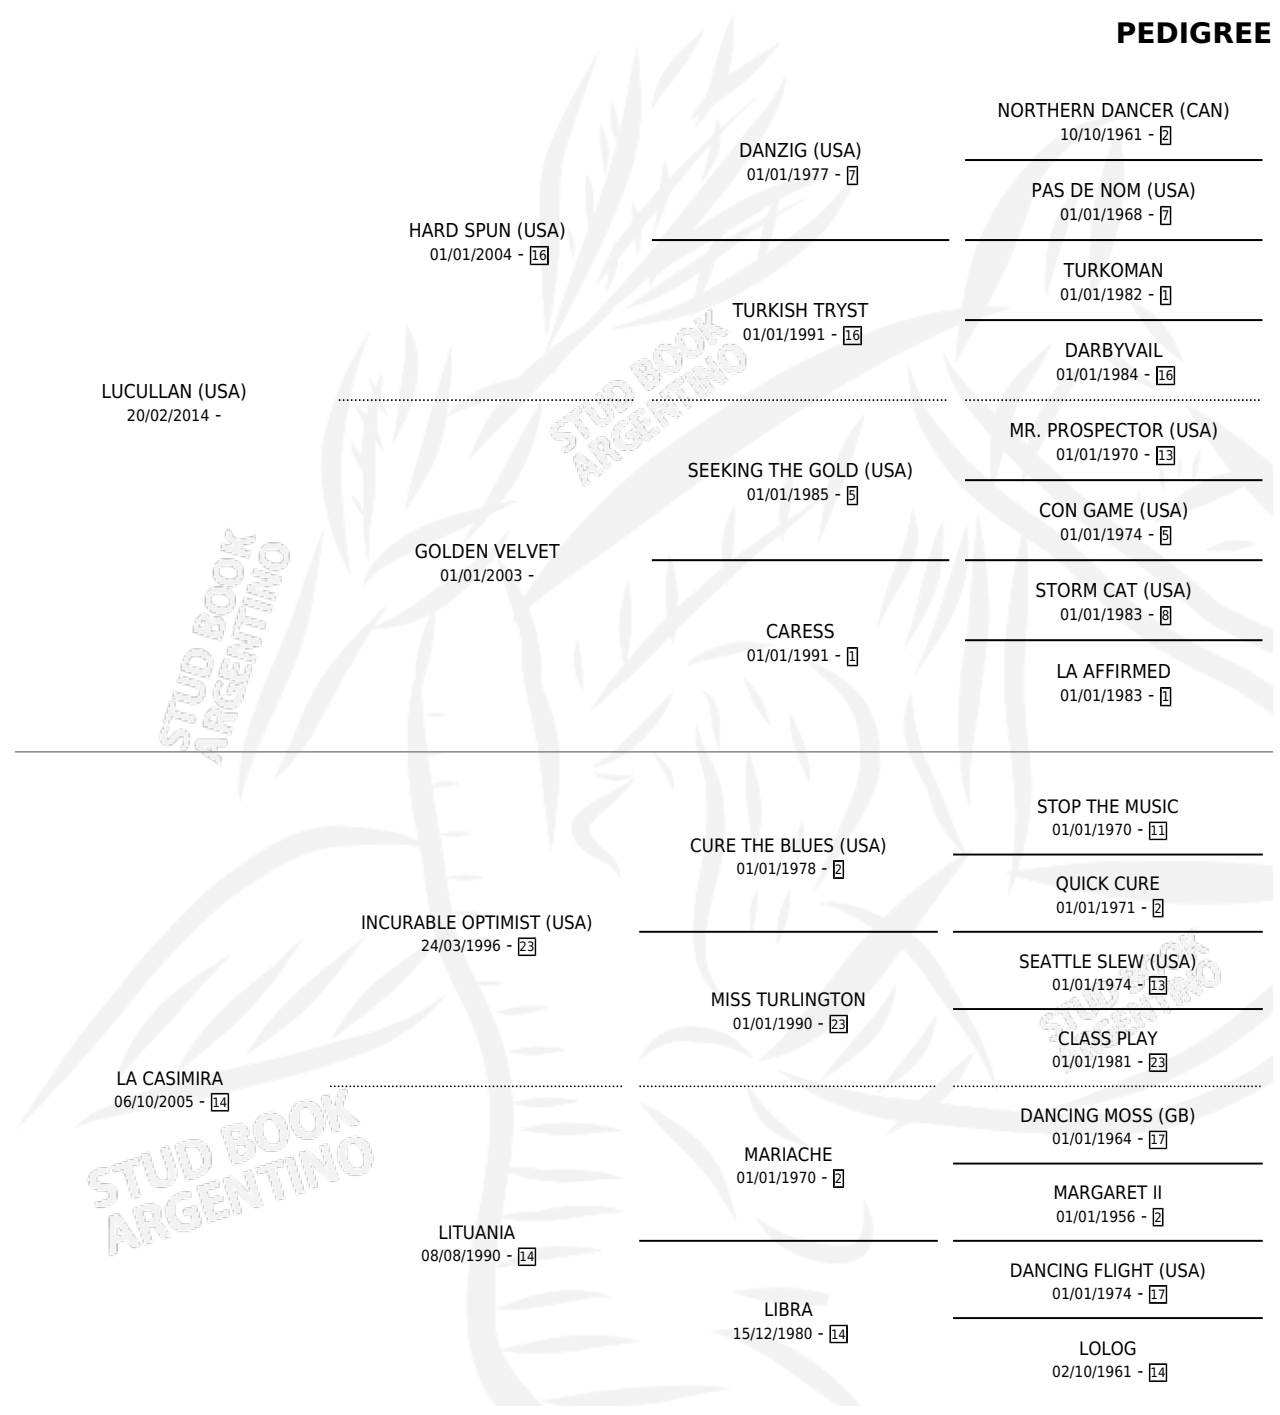 PEDIGREE
NORTHERN DANCER (CAN)
10/10/1961 - 2
DANZIG (USA)
01/01/1977 - 7
PAS DE NOM (USA)
01/01/1968 - 7
HARD SPUN (USA)
01/01/2004 - 16
TURKOMAN
01/01/1982 - 1
TURKISH TRYST
01/01/1991 - 16
DARBYVAIL
01/01/1984 - 16
LUCULLAN (USA)
20/02/2014 -
STUD BOOK
ARGENTINO
MR. PROSPECTOR (USA)
01/01/1970 - 13
SEEKING THE GOLD (USA)
01/01/1985 - 5
CON GAME (USA)
01/01/1974 - 5
GOLDEN VELVET
01/01/2003 -
STORM CAT (USA)
01/01/1983 - 8
CARESS
01/01/1991 - 1
LA AFFIRMED
01/01/1983 - 1
STUD BOOK
ARGENTINO
STOP THE MUSIC
01/01/1970 - 11
CURE THE BLUES (USA)
01/01/1978 - 2
QUICK CURE
01/01/1971 - 2
INCURABLE OPTIMIST (USA)
24/03/1996 - 23
SEATTLE SLEW (USA)
01/01/1974 - 13
MISS TURLINGTON
01/01/1990 - 23
STUD BOOK
ARGENTINO
CLASS PLAY
01/01/1981 - 23
LA CASIMIRA
06/10/2005 - 14
DANCING MOSS (GB)
01/01/1964 - 17
MARIACHE
01/01/1970 - 2
STUD BOOK
ARGENTINO
MARGARET II
01/01/1956 - 2
LITUANIA
08/08/1990 - 14
DANCING FLIGHT (USA)
01/01/1974 - 17
LIBRA
15/12/1980 - 14
LOLOG
02/10/1961 - 14